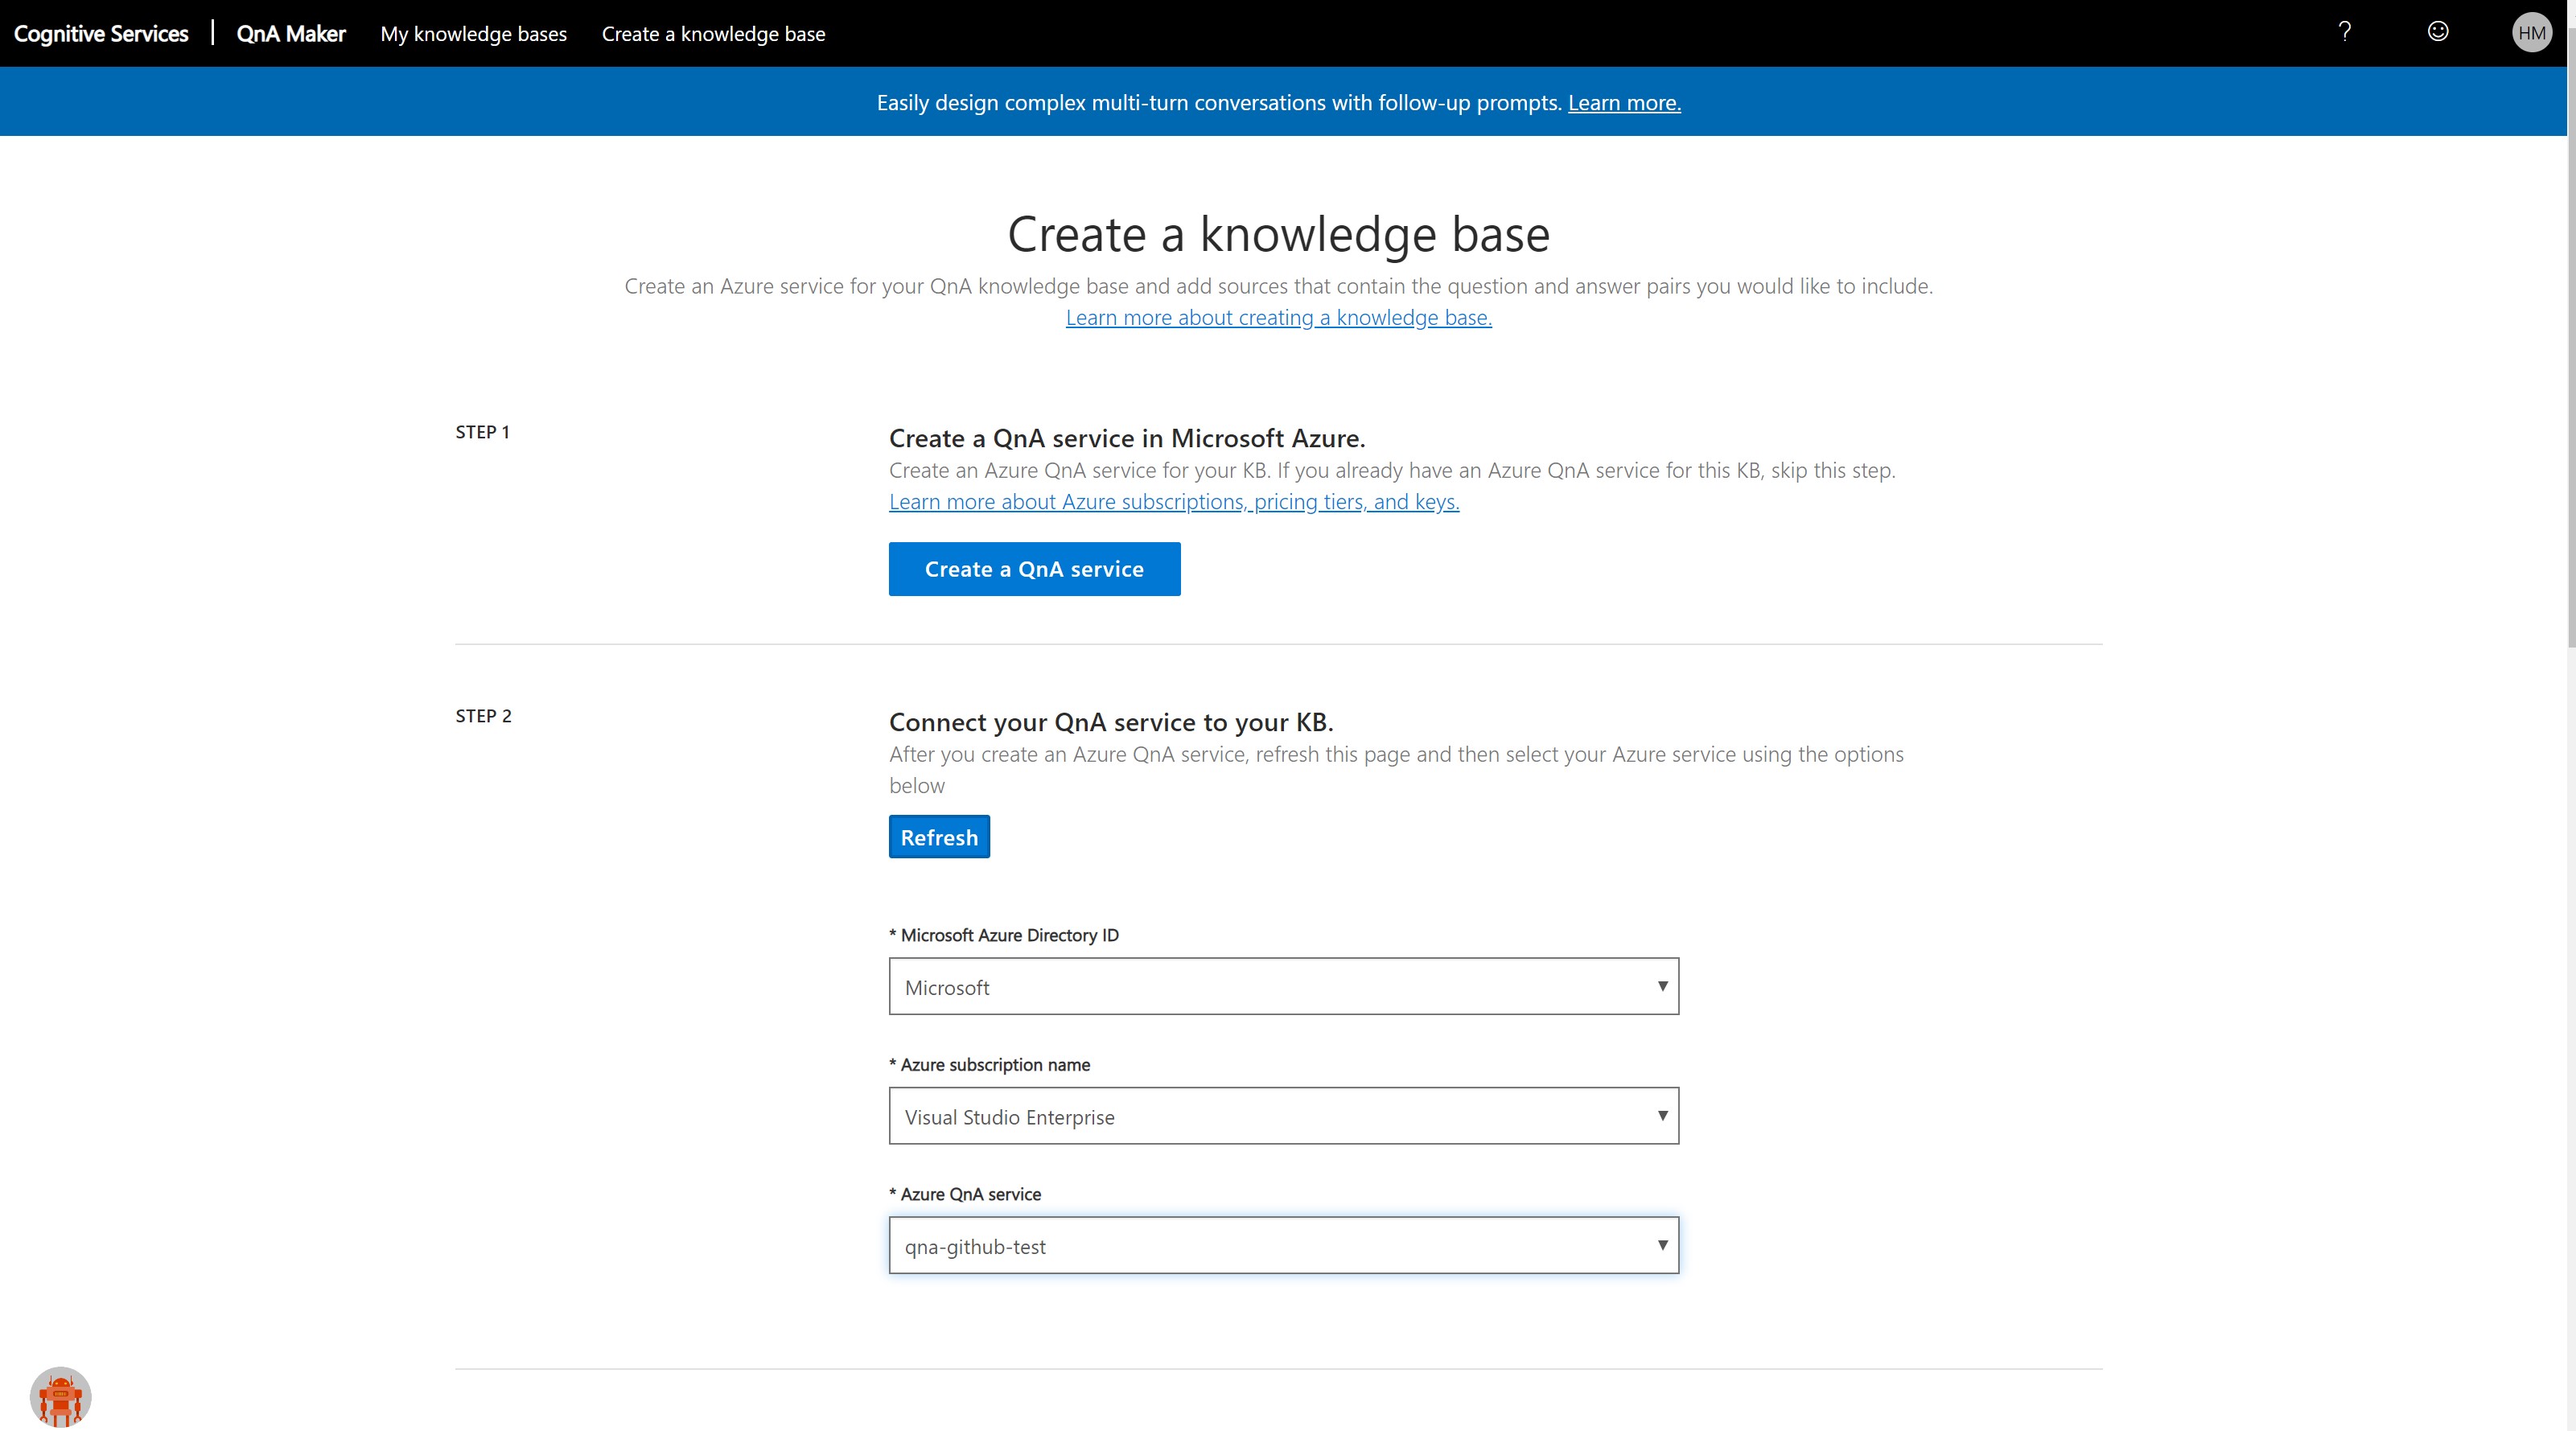 Cognitive Services | QnA Maker My knowledge bases Create a knowledge base ? HM
Easily design complex multi-turn conversations with follow-up prompts. Learn more.
Create a knowledge base
Create an Azure service for your QnA knowledge base and add sources that contain the question and answer pairs you would like to include.
Learn more about creating a knowledge base.
STEP 1
Create a QnA service in Microsoft Azure.
Create an Azure QnA service for your KB. If you already have an Azure QnA service for this KB, skip this step.
Learn more about Azure subscriptions, pricing tiers, and keys.
Create a QnA service
STEP 2
Connect your QnA service to your KB.
After you create an Azure QnA service, refresh this page and then select your Azure service using the options
below
Refresh
* Microsoft Azure Directory ID
Microsoft
* Azure subscription name
Visual Studio Enterprise
* Azure QnA service
qna-github-test